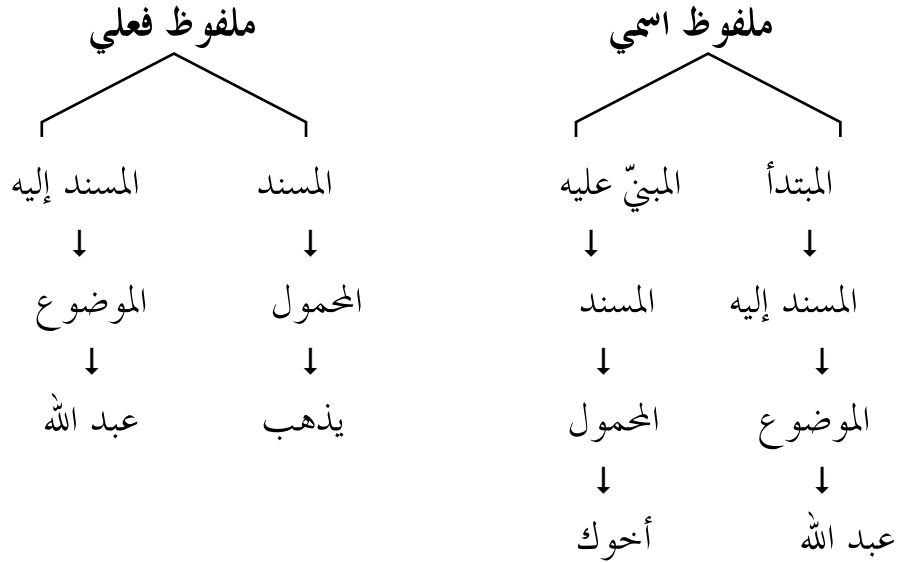 ملفوظ اسمي ملفوظ فعلي
المبتدأ المبنيّ عليه المسند المسند إليه
↓ ↓ ↓ ↓
المسند إليه المسند المحمول الموضوع
↓ ↓ ↓ ↓
الموضوع المحمول يذهب عبد الله
↓ ↓
عبد الله أخوك